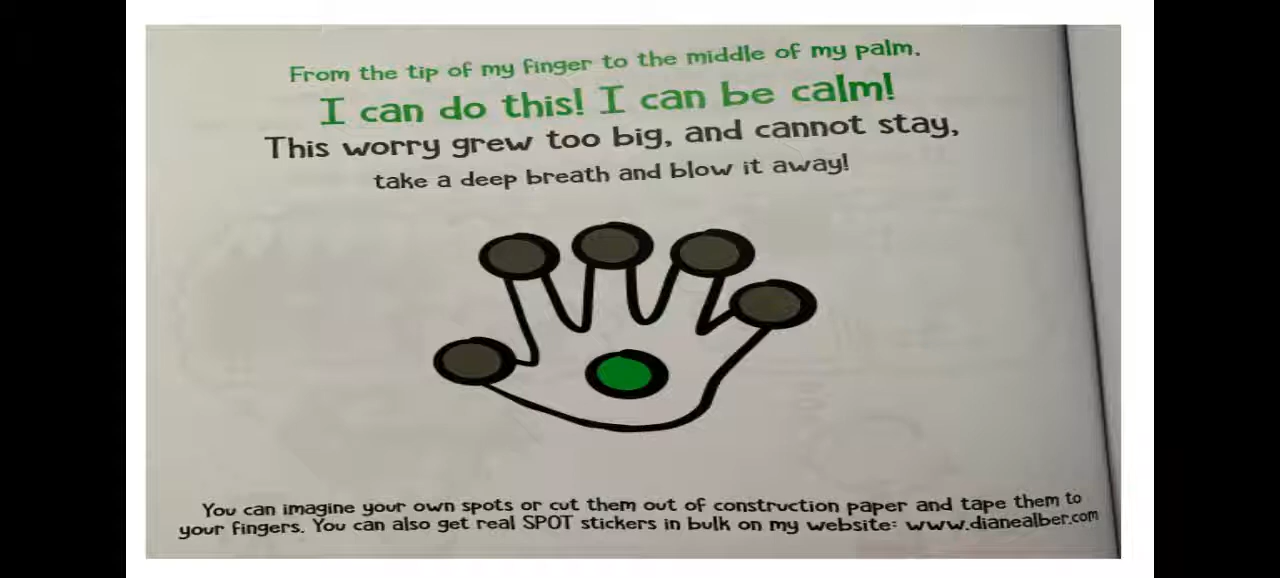 From the tip of my finger to the middle of my palm.
I can do this! I can be calm!
This worry grew too big, and cannot stay,
take a deep breath and blow it away!
You can imagine your own spots or cut them out of construction paper and tape them to
your fingers. You can also get real SPOT stickers in bulk on my website: www.dianealber.com